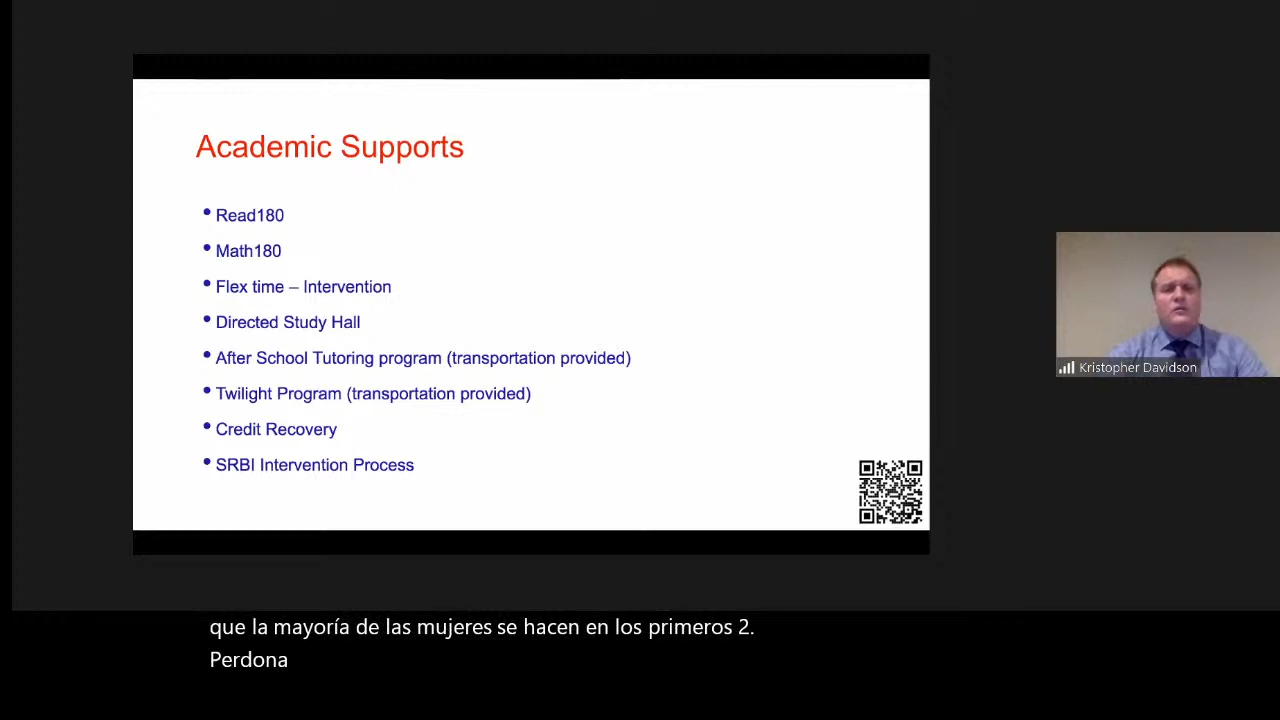 Academic Supports
• Read180
• Math180
• Flex time – Intervention
• Directed Study Hall
• After School Tutoring program (transportation provided)
• Twilight Program (transportation provided)
• Credit Recovery
• SRBI Intervention Process
Kristopher Davidson
que la mayoría de las mujeres se hacen en los primeros 2.
Perdona